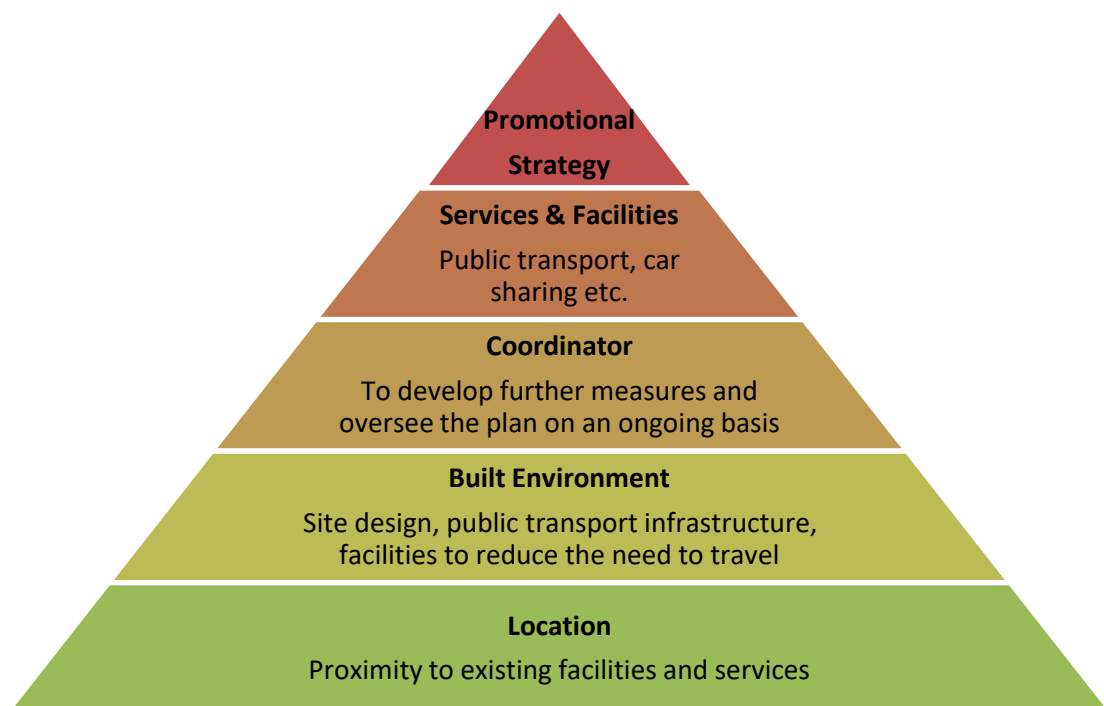 Promotional
Strategy
Services & Facilities
Public transport, car
sharing etc.
Coordinator
To develop further measures and
oversee the plan on an ongoing basis
Built Environment
Site design, public transport infrastructure,
facilities to reduce the need to travel
Location
Proximity to existing facilities and services